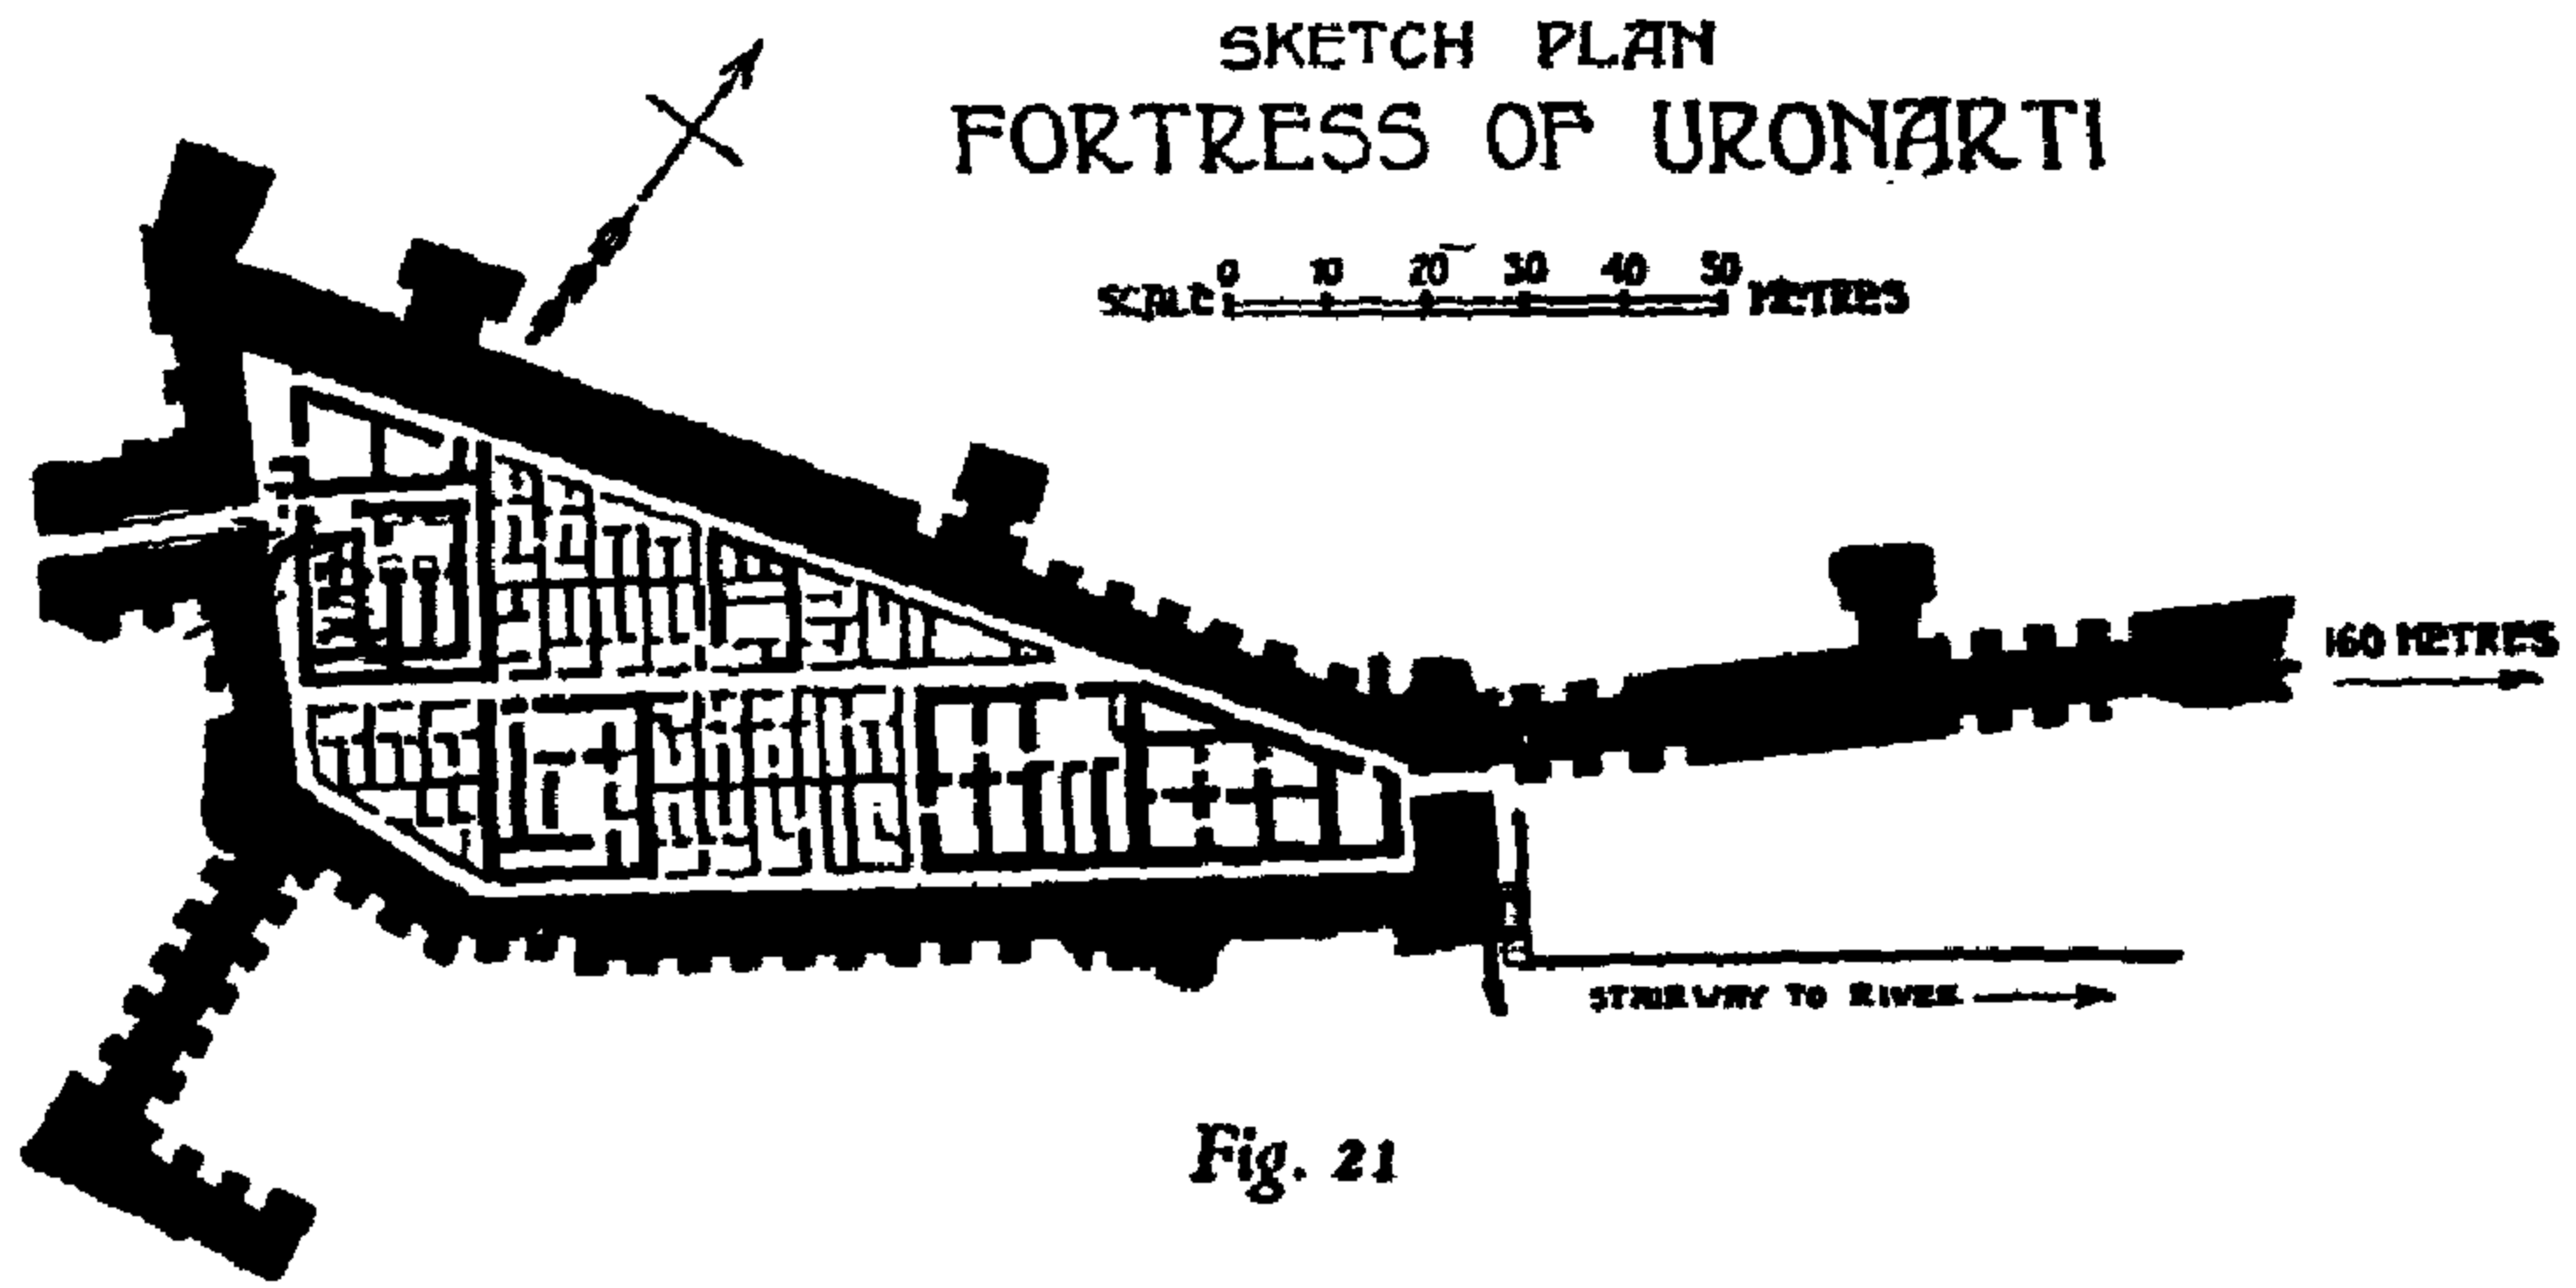 SKETCH PLAN
FORTRESS OF URONARTI
0 10 20 30 40 50
SCALE METRES
160 METRES
STAIRWAY TO RIVER
Fig. 21